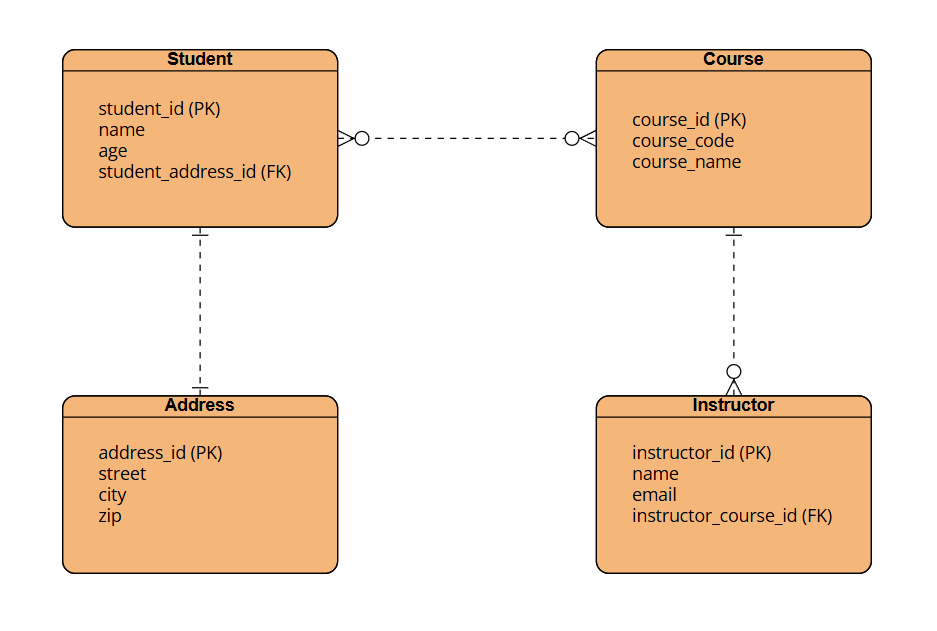 Student
student_id (PK)
name
age
student_address_id (FK)
Course
course_id (PK)
course_code
course_name
Address
address_id (PK)
street
city
zip
Instructor
instructor_id (PK)
name
email
instructor_course_id (FK)